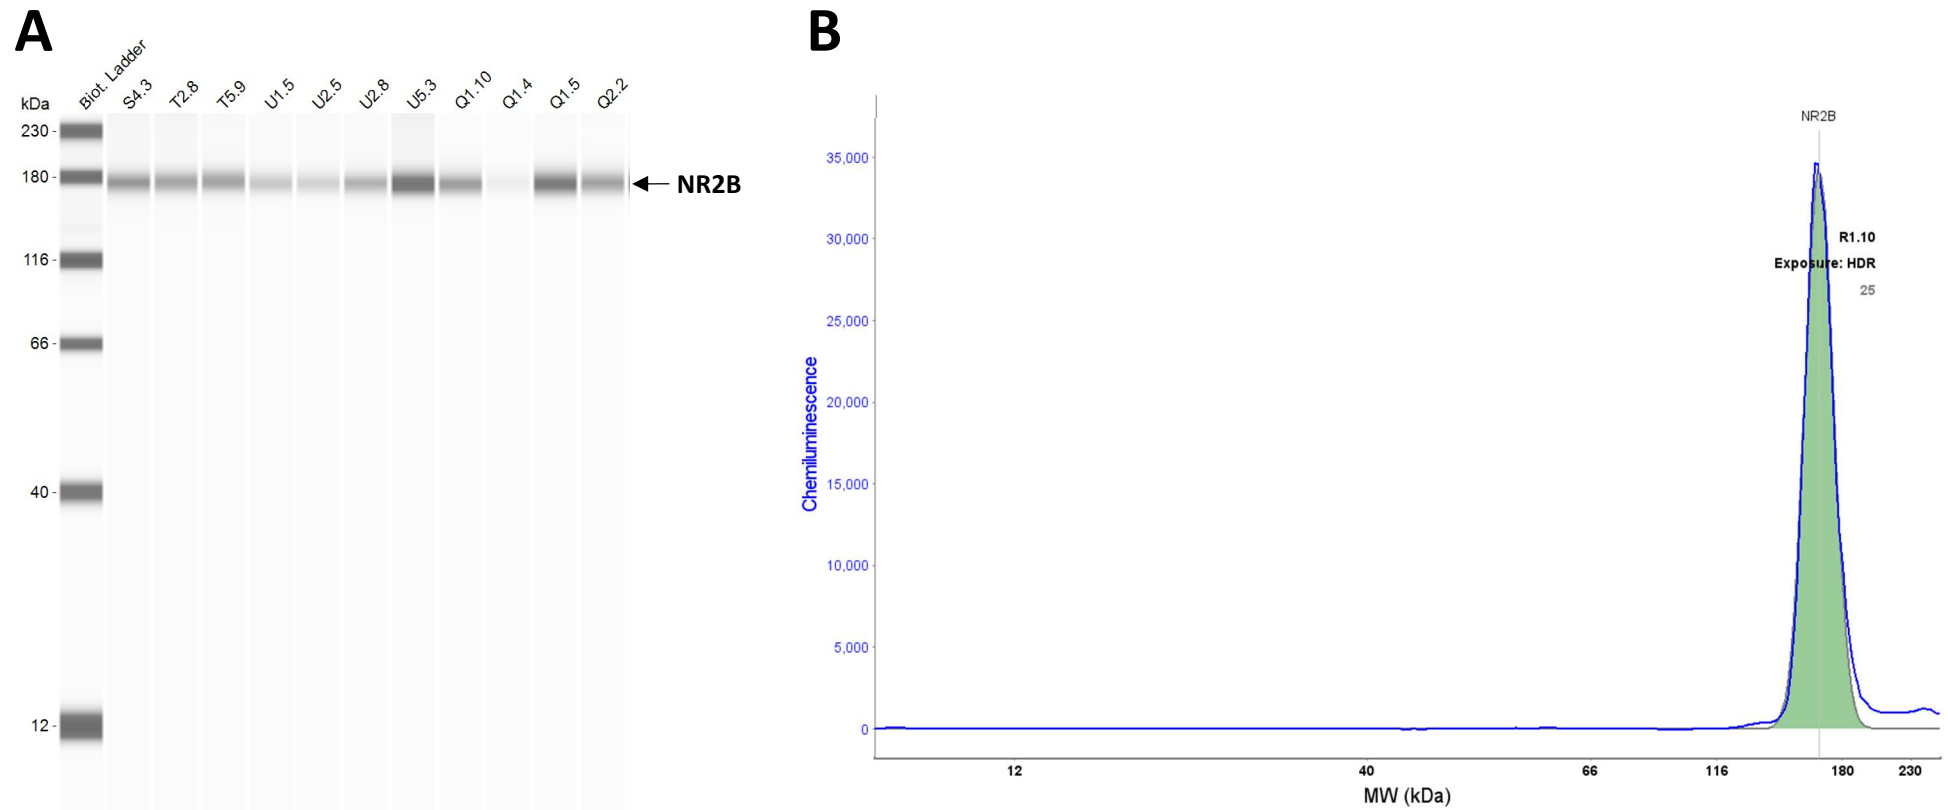 A
B
Biot. Ladder
S4.3
T2.8
T5.9
U1.5
U2.5
U2.8
U5.3
Q1.10
Q1.4
Q1.5
Q2.2
kDa
230
180
116
66
40
12
NR2B
NR2B
35,000
30,000
25,000
20,000
15,000
10,000
5,000
0
Chemiluminescence
R1.10
Exposure: HDR
25
12 40 66 116 180 230
MW (kDa)